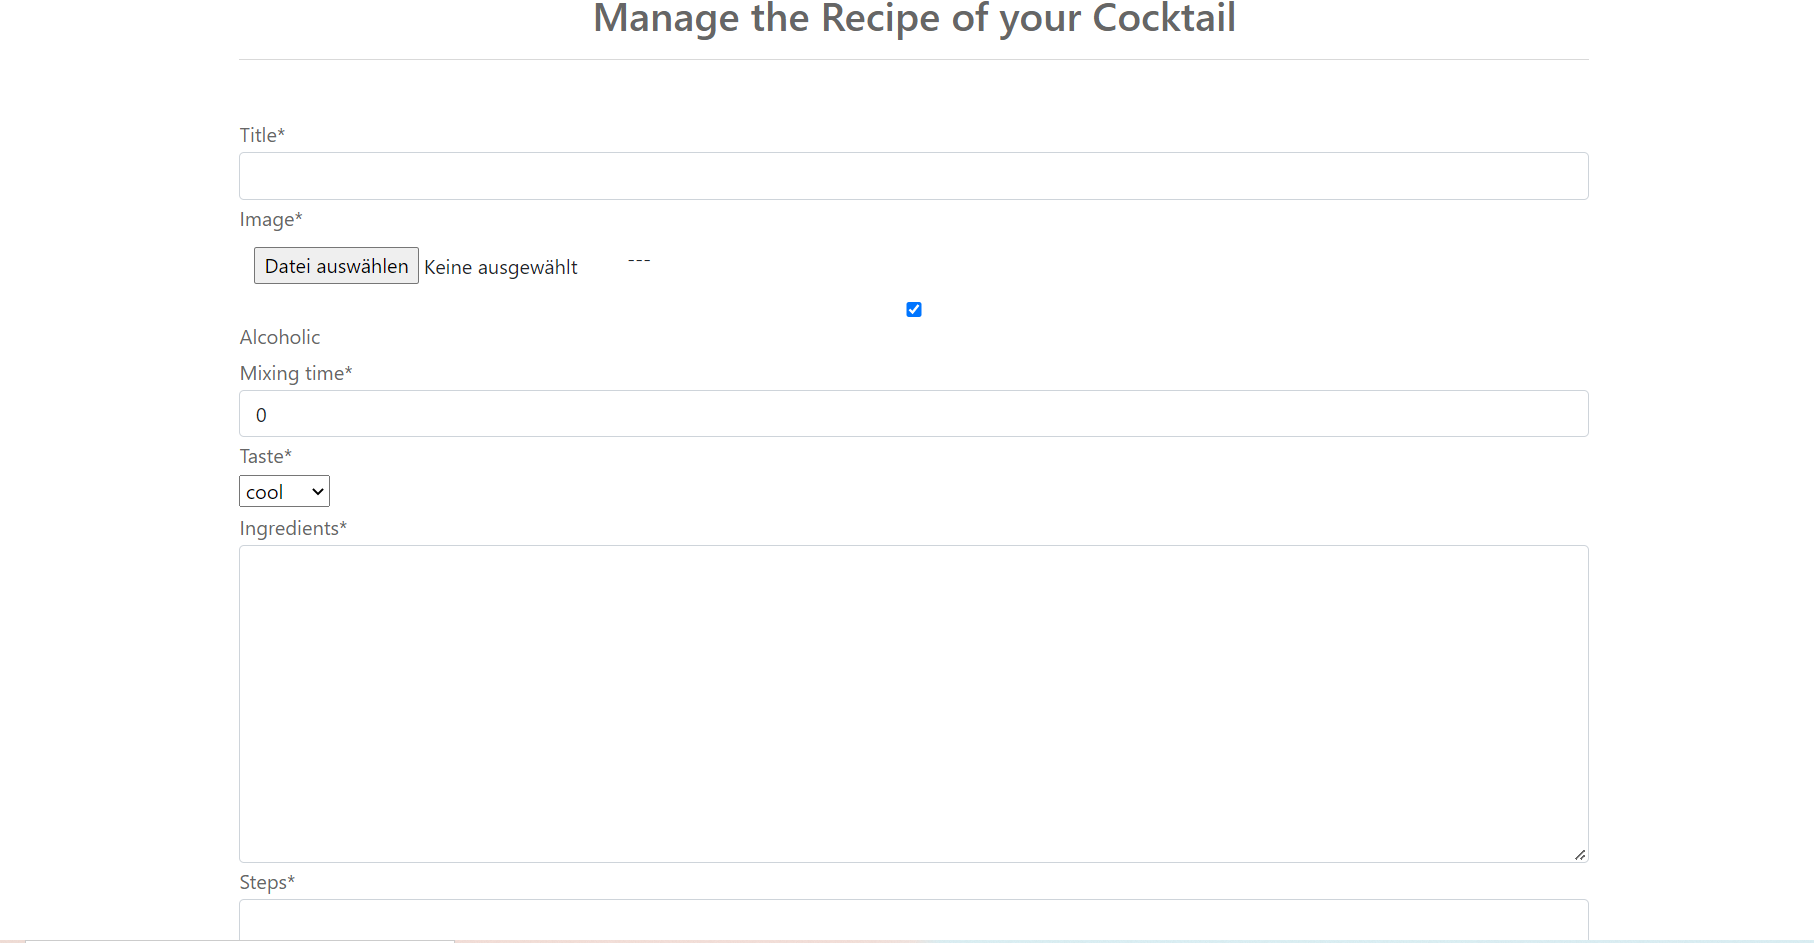 Manage the Recipe of your Cocktail
Title*
Image*
Datei auswählen Keine ausgewählt ---
Alcoholic
Mixing time*
0
Taste*
cool
Ingredients*
Steps*